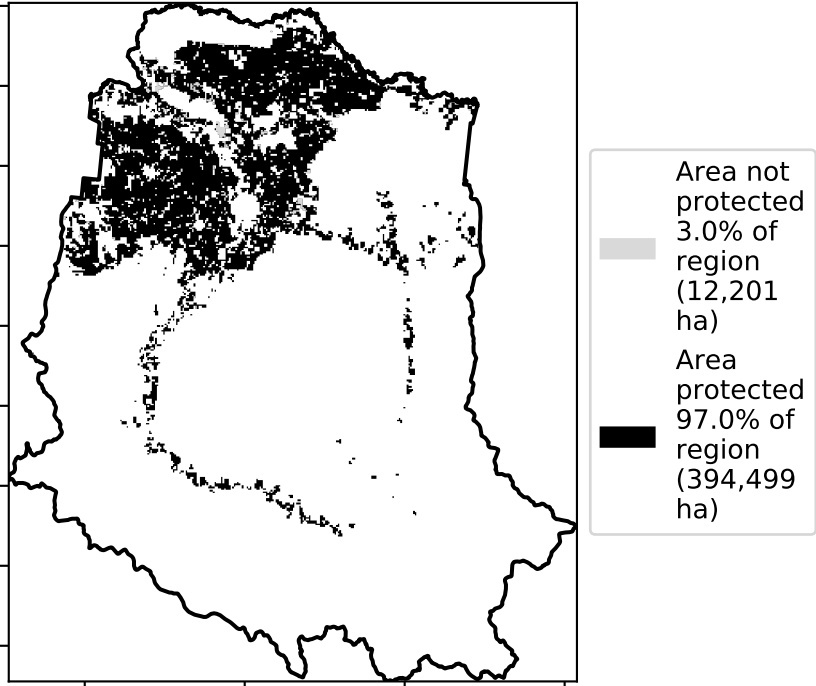 Area not
protected
3.0% of
region
(12,201
ha)
Area
protected
97.0% of
region
(394,499
ha)